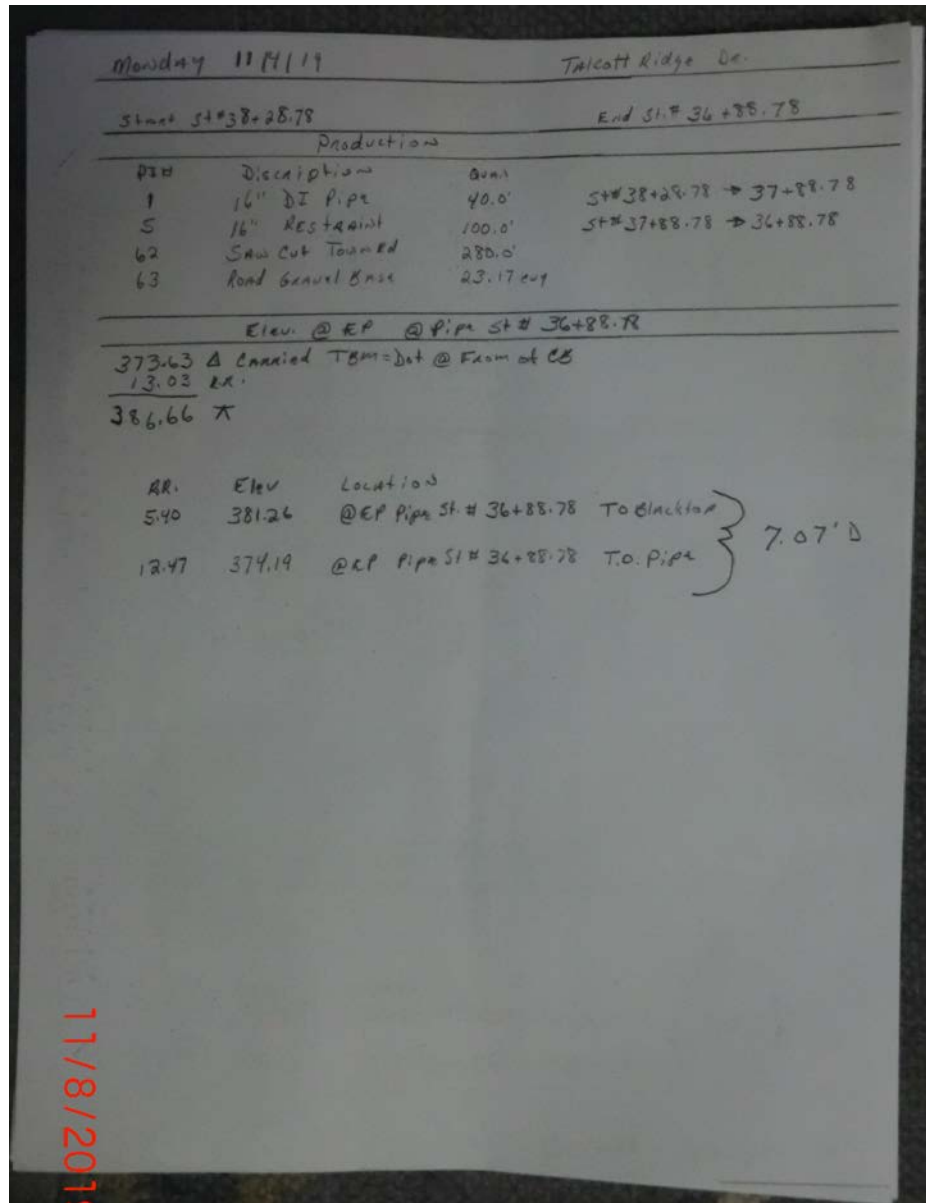 Monday 11/4/19 Talcott Ridge Dr.
Start St#38+28.78 End St.# 36+88.78
Production
PI# Discription Quan.
1 16" DI Pipe 40.0' St#38+28.78 → 37+88.78
5 16" RESTRAINT 100.0' St#37+88.78 → 36+88.78
62 Saw Cut Town Rd 280.0'
63 Road Gravel Base 23.17 cuy
Elev. @ EP @ Pipe St # 36+88.78
373.63 Δ Carried TBM = Dot @ From of CB
13.03 RR.
386.66 ⊼
RR. Elev Location
5.40 381.26 @EP Pipe St. # 36+88.78 To Blacktop
7.07' D
12.47 374.19 @EP Pipe St # 36+88.78 T.O. Pipe
11/8/201